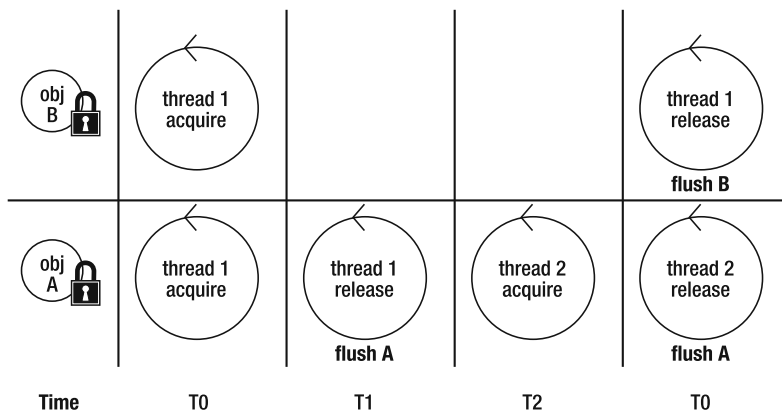 obj
B
thread 1
acquire
thread 1
release
flush B
obj
A
thread 1
acquire
thread 1
release
flush A
thread 2
acquire
thread 2
release
flush A
Time T0 T1 T2 T0